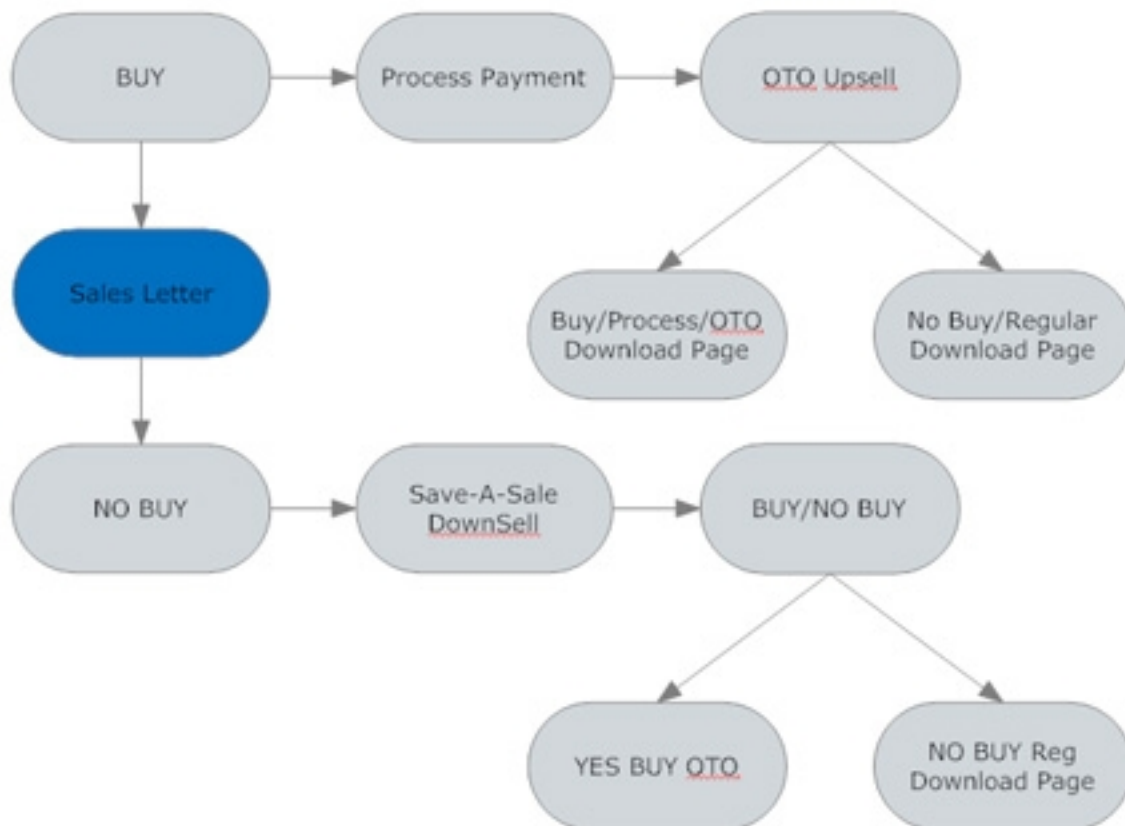 BUY
Process Payment
OTO Upsell
Sales Letter
Buy/Process/OTO
Download Page
No Buy/Regular
Download Page
NO BUY
Save-A-Sale
DownSell
BUY/NO BUY
YES BUY OTO
NO BUY Reg
Download Page